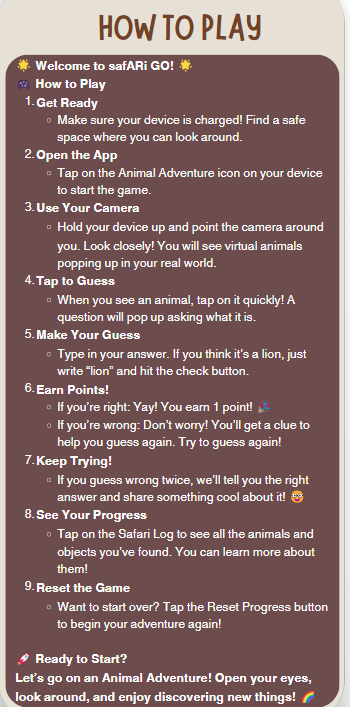 HOW TO PLAY
🌟 Welcome to safARi GO! 🌟
🎮 How to Play
1. Get Ready
○ Make sure your device is charged! Find a safe
space where you can look around.
2. Open the App
○ Tap on the Animal Adventure icon on your device
to start the game.
3. Use Your Camera
○ Hold your device up and point the camera around
you. Look closely! You will see virtual animals
popping up in your real world.
4. Tap to Guess
○ When you see an animal, tap on it quickly! A
question will pop up asking what it is.
5. Make Your Guess
○ Type in your answer. If you think it’s a lion, just
write “lion” and hit the check button.
6. Earn Points!
○ If you’re right: Yay! You earn 1 point! 🎉
○ If you’re wrong: Don’t worry! You’ll get a clue to
help you guess again. Try to guess again!
7. Keep Trying!
○ If you guess wrong twice, we’ll tell you the right
answer and share something cool about it! 🤪
8. See Your Progress
○ Tap on the Safari Log to see all the animals and
objects you’ve found. You can learn more about
them!
9. Reset the Game
○ Want to start over? Tap the Reset Progress button
to begin your adventure again!
🚀 Ready to Start?
Let’s go on an Animal Adventure! Open your eyes,
look around, and enjoy discovering new things! 🌈